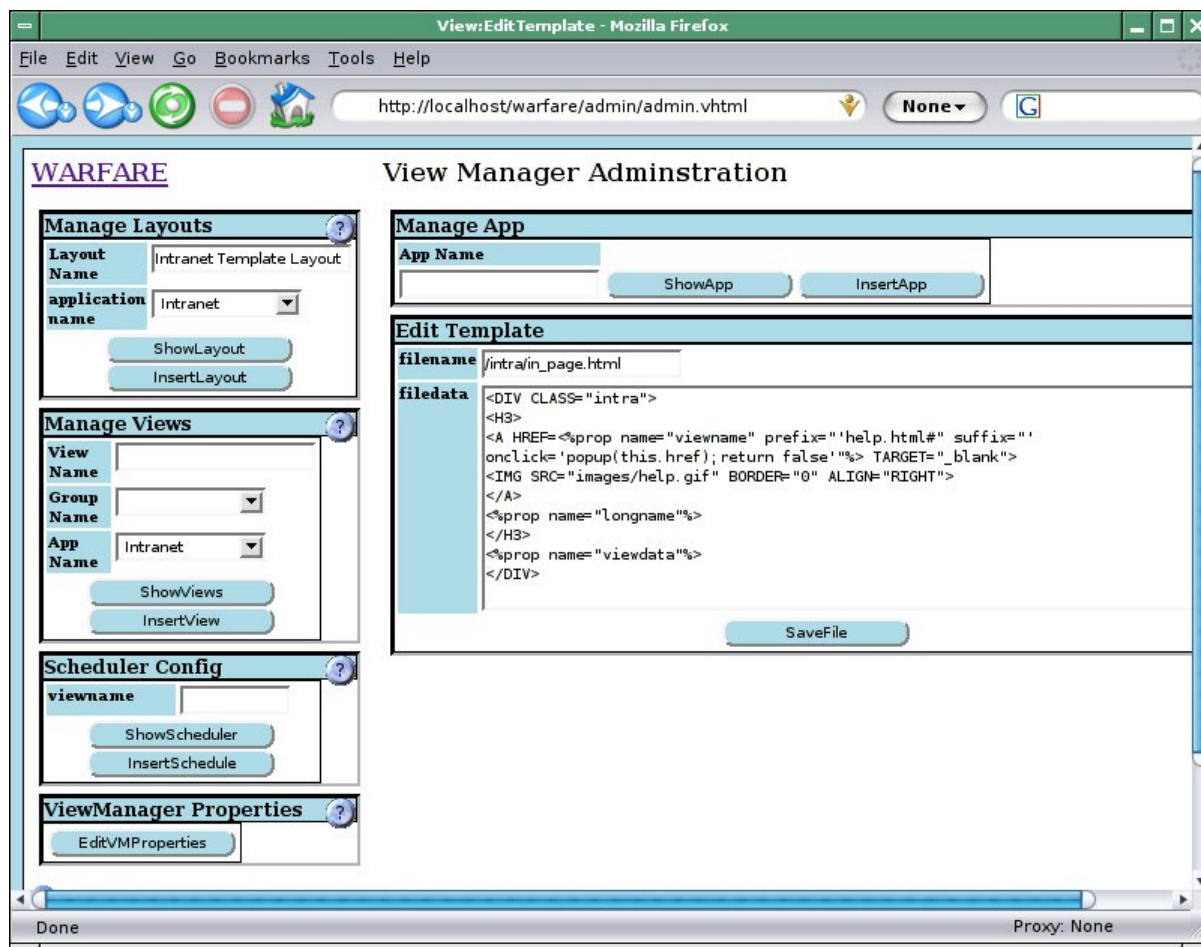 View:EditTemplate - Mozilla Firefox
File Edit View Go Bookmarks Tools Help
http://localhost/warfare/admin/admin.vhtml None G
WARFARE
View Manager Adminstration
Manage Layouts ?
Layout Name Intranet Template Layout
application name Intranet
ShowLayout
InsertLayout
Manage Views ?
View Name
Group Name
App Name Intranet
ShowViews
InsertView
Scheduler Config ?
viewname
ShowScheduler
InsertSchedule
ViewManager Properties ?
EditVMProperties
Manage App
App Name
ShowApp InsertApp
Edit Template
filename /intra/in_page.html
filedata
<DIV CLASS="intra">
<H3>
<A HREF=<%prop name="viewname" prefix="'help.html#" suffix="'
onclick='popup(this.href); return false'"%> TARGET="_blank">
<IMG SRC="images/help.gif" BORDER="0" ALIGN="RIGHT">
</A>
<%prop name="longname"%>
</H3>
<%prop name="viewdata"%>
</DIV>
SaveFile
Done Proxy: None